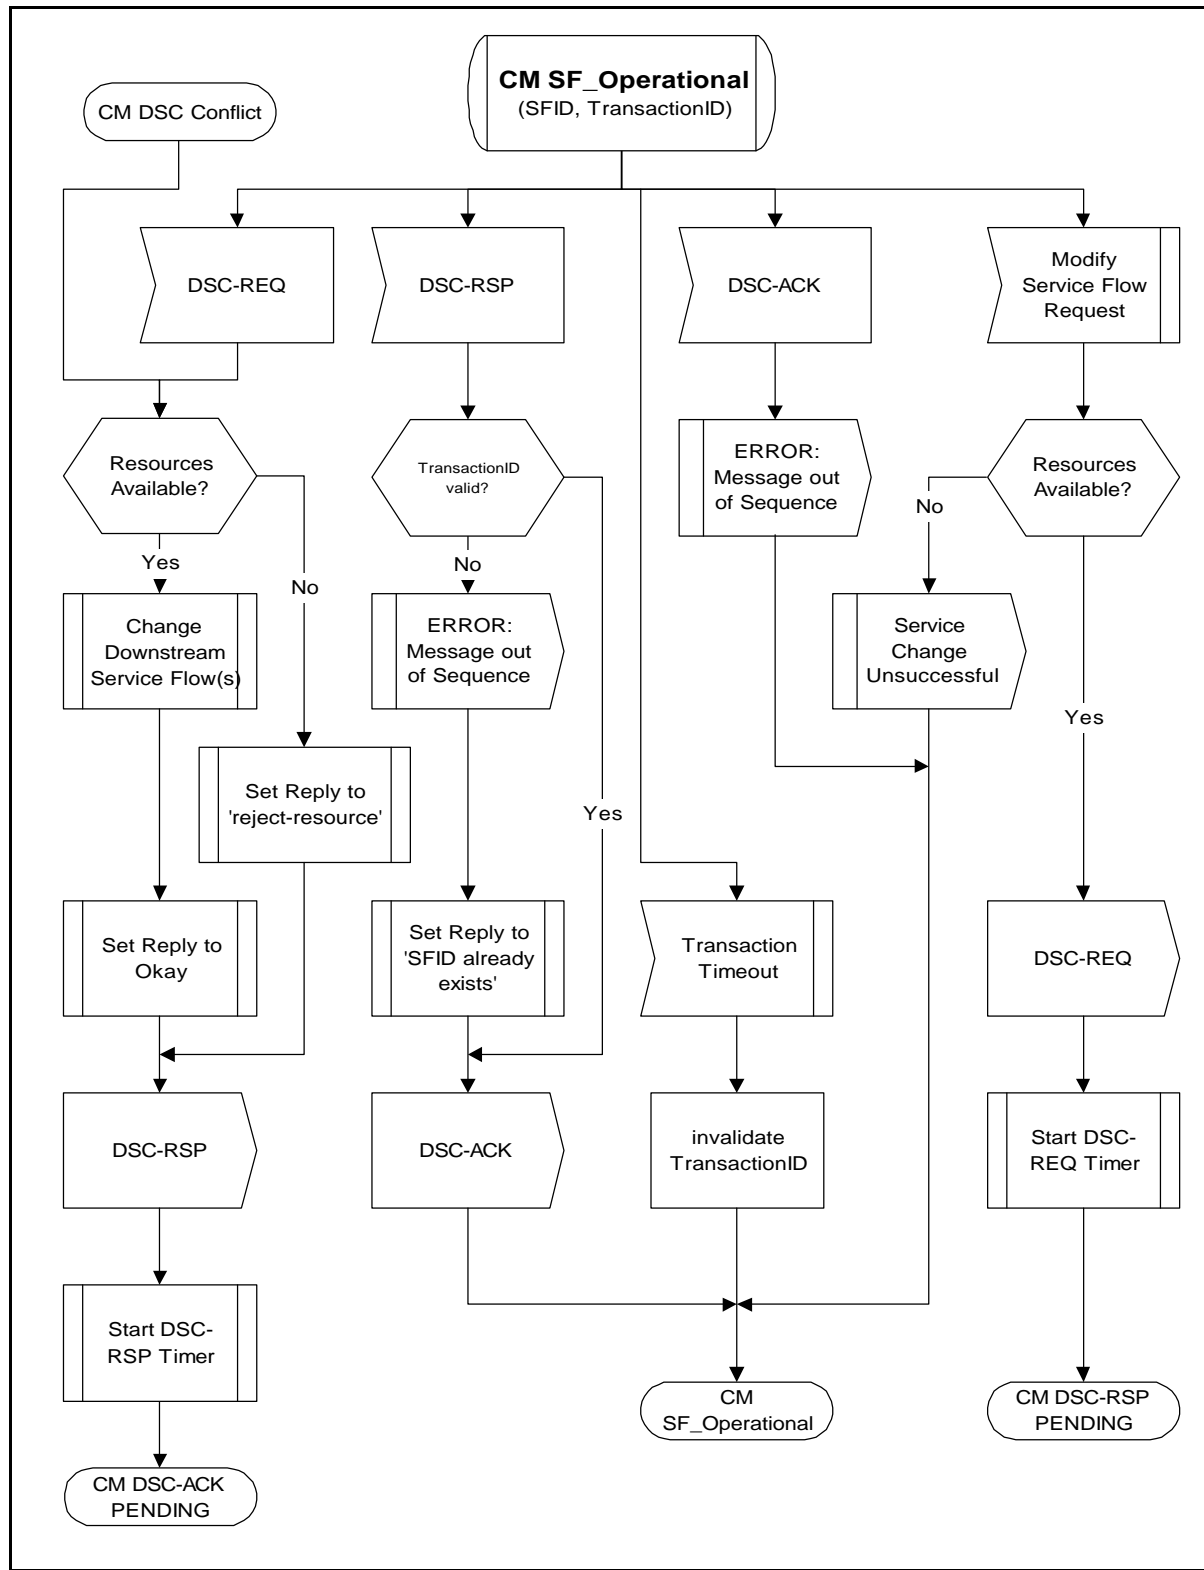 CM SF_Operational
(SFID, TransactionID)
CM DSC Conflict
DSC-REQ
DSC-RSP
DSC-ACK
Modify
Service Flow
Request
Resources
Available?
TransactionID
valid?
ERROR:
Message out
of Sequence
Resources
Available?
No
Yes
No
No
Change
Downstream
Service Flow(s)
ERROR:
Message out
of Sequence
Service
Change
Unsuccessful
Yes
Set Reply to
'reject-resource'
Yes
Set Reply to
Okay
Set Reply to
'SFID already
exists'
Transaction
Timeout
DSC-REQ
DSC-RSP
DSC-ACK
invalidate
TransactionID
Start DSC-
REQ Timer
Start DSC-
RSP Timer
CM
SF_Operational
CM DSC-RSP
PENDING
CM DSC-ACK
PENDING